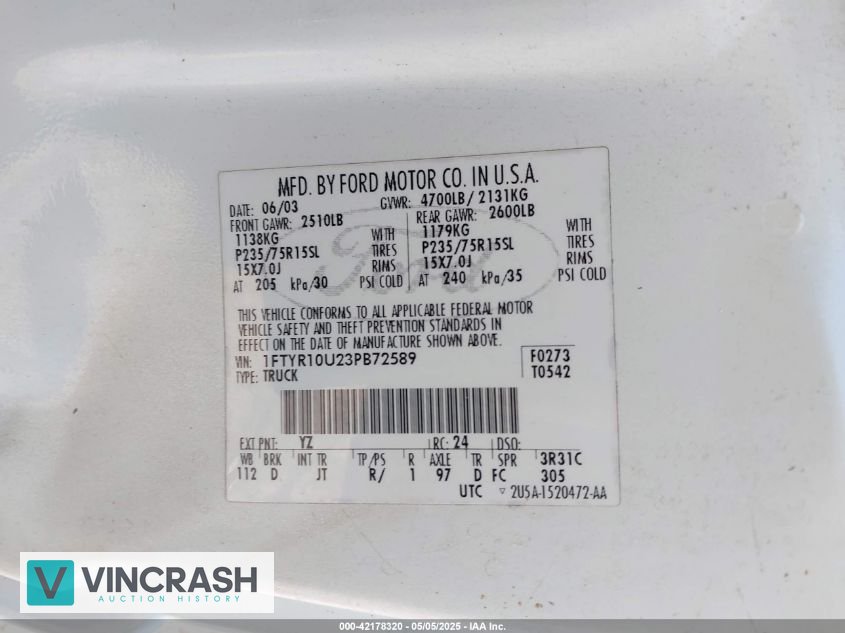 MFD. BY FORD MOTOR CO. IN U.S.A.
DATE: 06/03 GVWR: 4700LB/ 2131KG
FRONT GAWR: 2510LB REAR GAWR: 2600LB
1138KG WITH 1179KG WITH
P235/75R15SL TIRES P235/75R15SL TIRES
15X7.0J RIMS 15X7.0J RIMS
AT 205 kPa/30 PSI COLD AT 240 kPa/35 PSI COLD
Ford
THIS VEHICLE CONFORMS TO ALL APPLICABLE FEDERAL MOTOR
VEHICLE SAFETY AND THEFT PREVENTION STANDARDS IN
EFFECT ON THE DATE OF MANUFACTURE SHOWN ABOVE.
VIN: 1FTYR10U23PB72589 F0273
TYPE: TRUCK T0542
EXT PNT: YZ RC: 24 DSO:
WB BRK INT TR TP/PS R AXLE TR SPR 3R31C
112 D JT R/ 1 97 D FC 305
UTC ▽ 2U5A-1520472-AA
VINCRASH
AUCTION HISTORY
000-42178320 — 05/05/2025 - IAA Inc.